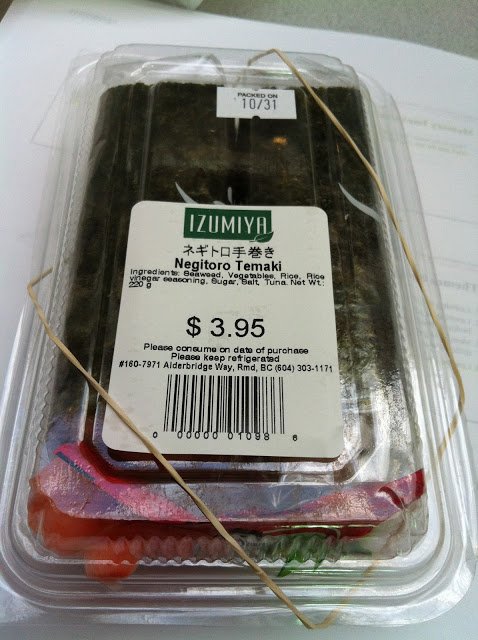 PACKED ON
10/31
IZUMIYA
ネギトロ手巻き
Negitoro Temaki
Ingredients: Seaweed, Vegetables, Rice, Rice
vinegar seasoning, Sugar, Salt, Tuna. Net Wt.:
220 g
$ 3.95
Please consume on date of purchase
Please keep refrigerated
#160-7971 Alderbridge Way, Rmd, BC (604) 303-1171
0 00000 01098 6